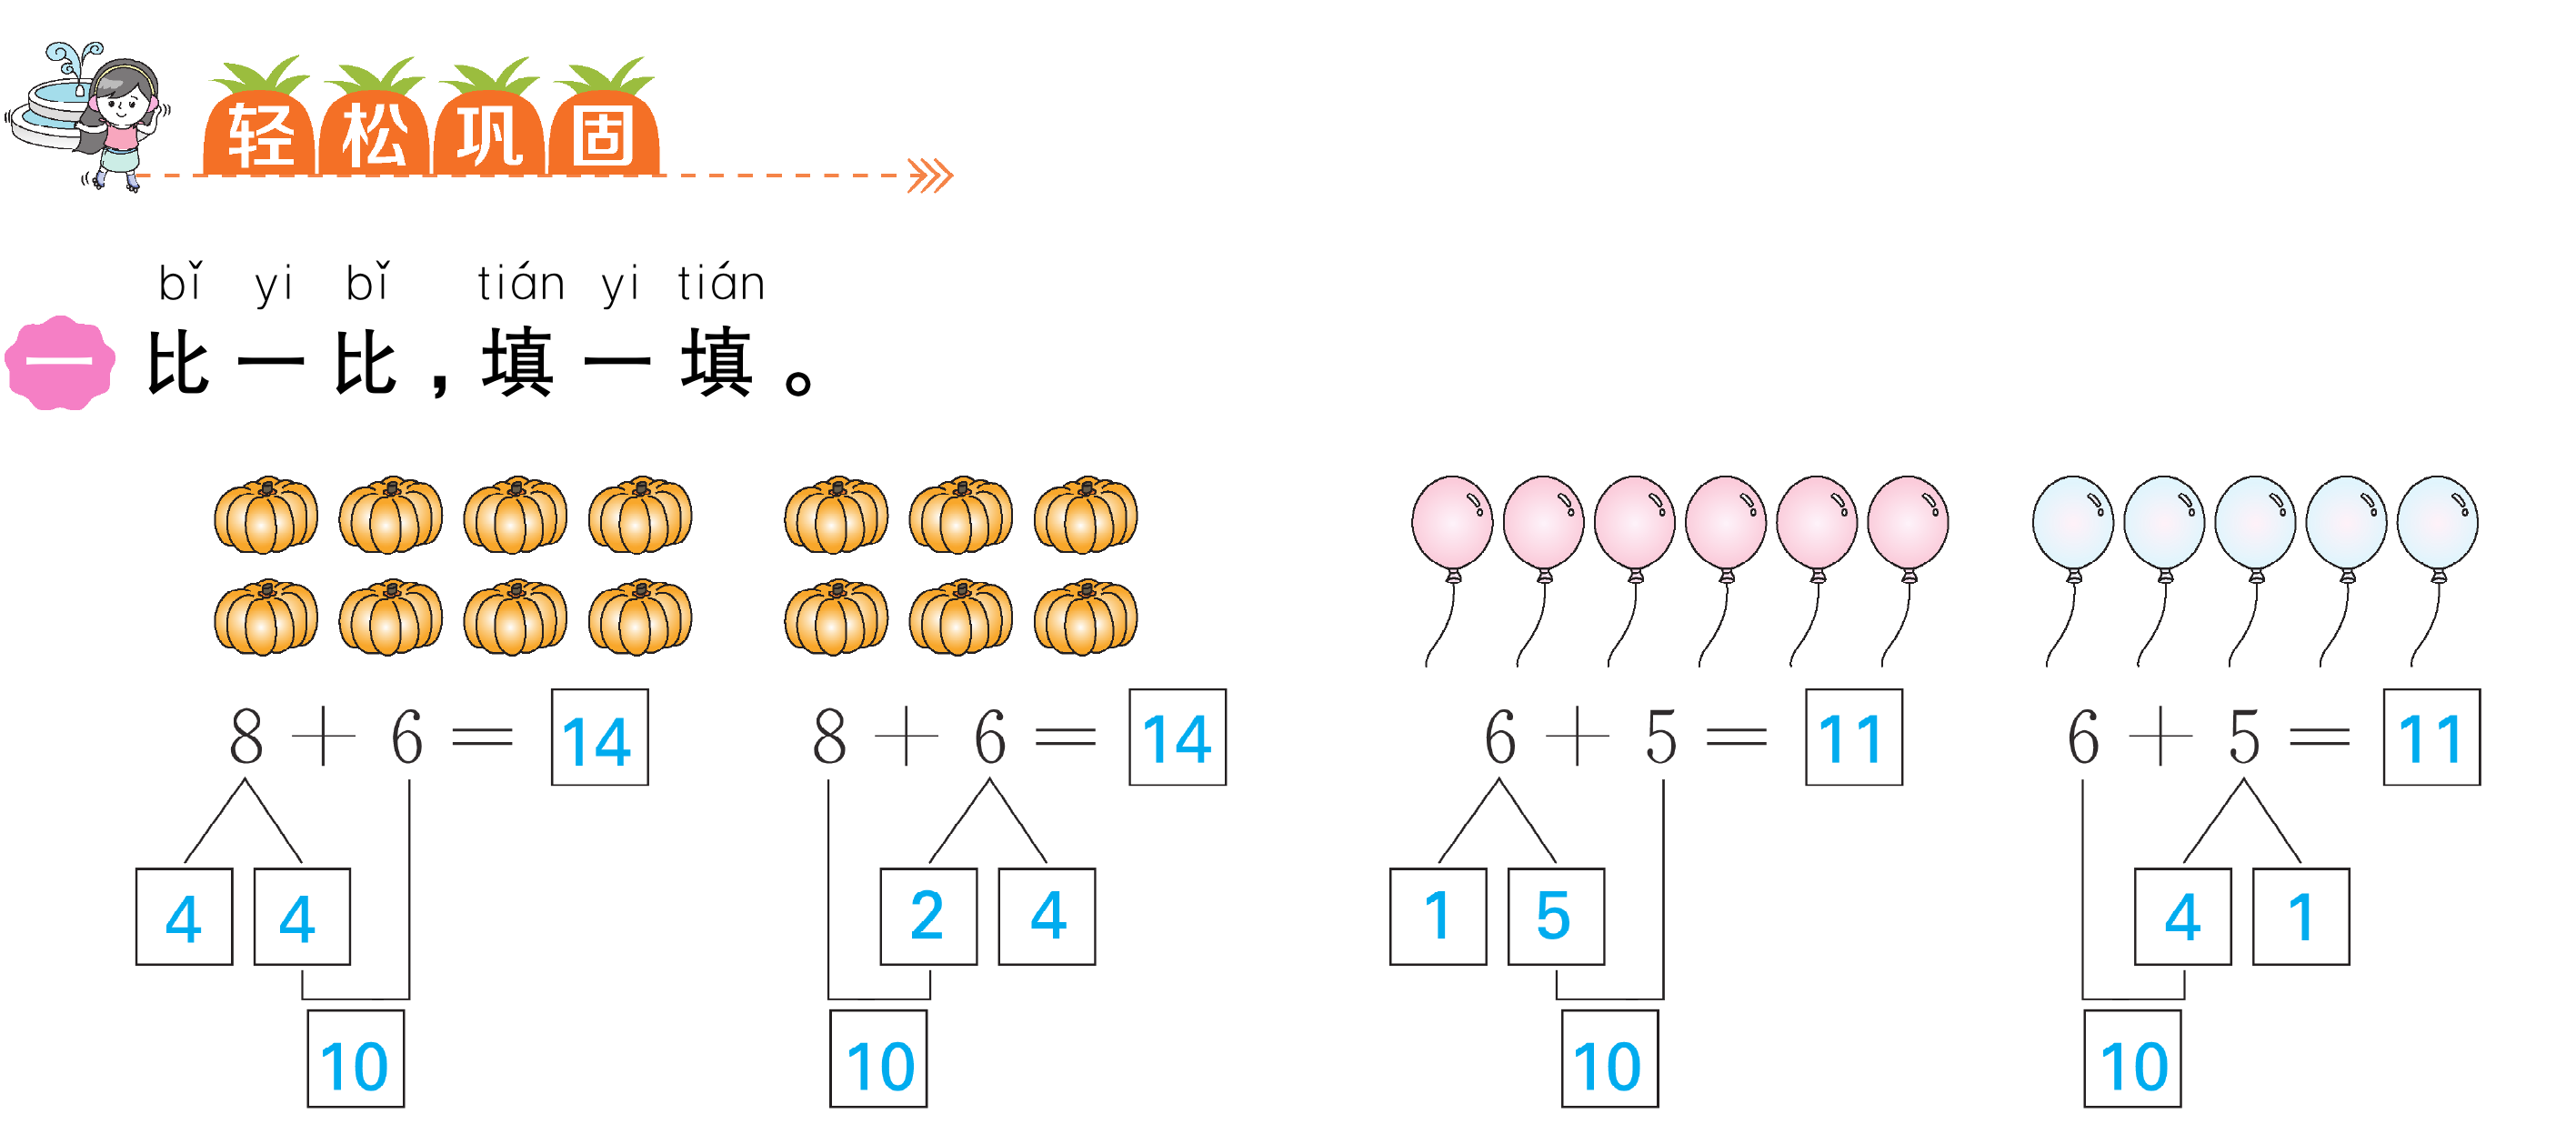 轻松巩固
bǐ yi bǐ tián yi tián
一 比一比，填一填。
8 + 6 = 14 8 + 6 = 14 6 + 5 = 11 6 + 5 = 11
4 4 2 4 1 5 4 1
10 10 10 10